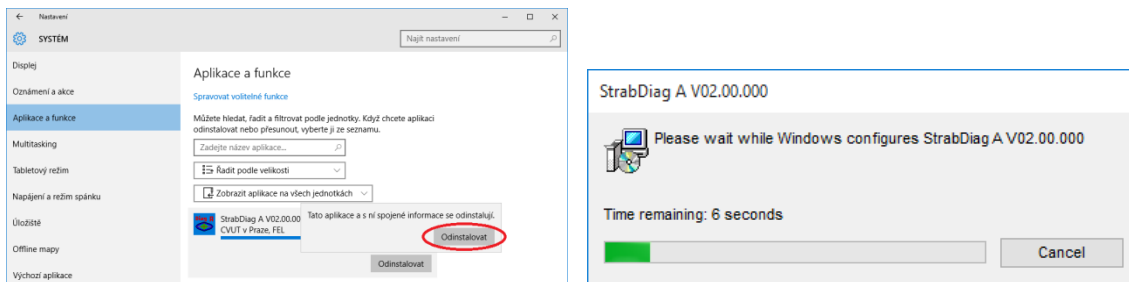 Nastavení
SYSTÉM
Najít nastavení
Displej
Oznámení a akce
Aplikace a funkce
Multitasking
Tabletový režim
Napájení a režim spánku
Úložiště
Offline mapy
Výchozí aplikace
Aplikace a funkce
Spravovat volitelné funkce
Můžete hledat, řadit a filtrovat podle jednotky. Když chcete aplikaci
odinstalovat nebo přesunout, vyberte ji ze seznamu.
Zadejte název aplikace...
Řadit podle velikosti
Zobrazit aplikace na všech jednotkách
StrabDiag A V02.00.00
CVUT v Praze, FEL
Tato aplikace a s ní spojené informace se odinstalují.
Odinstalovat
Odinstalovat
StrabDiag A V02.00.000
Please wait while Windows configures StrabDiag A V02.00.000
Time remaining: 6 seconds
Cancel